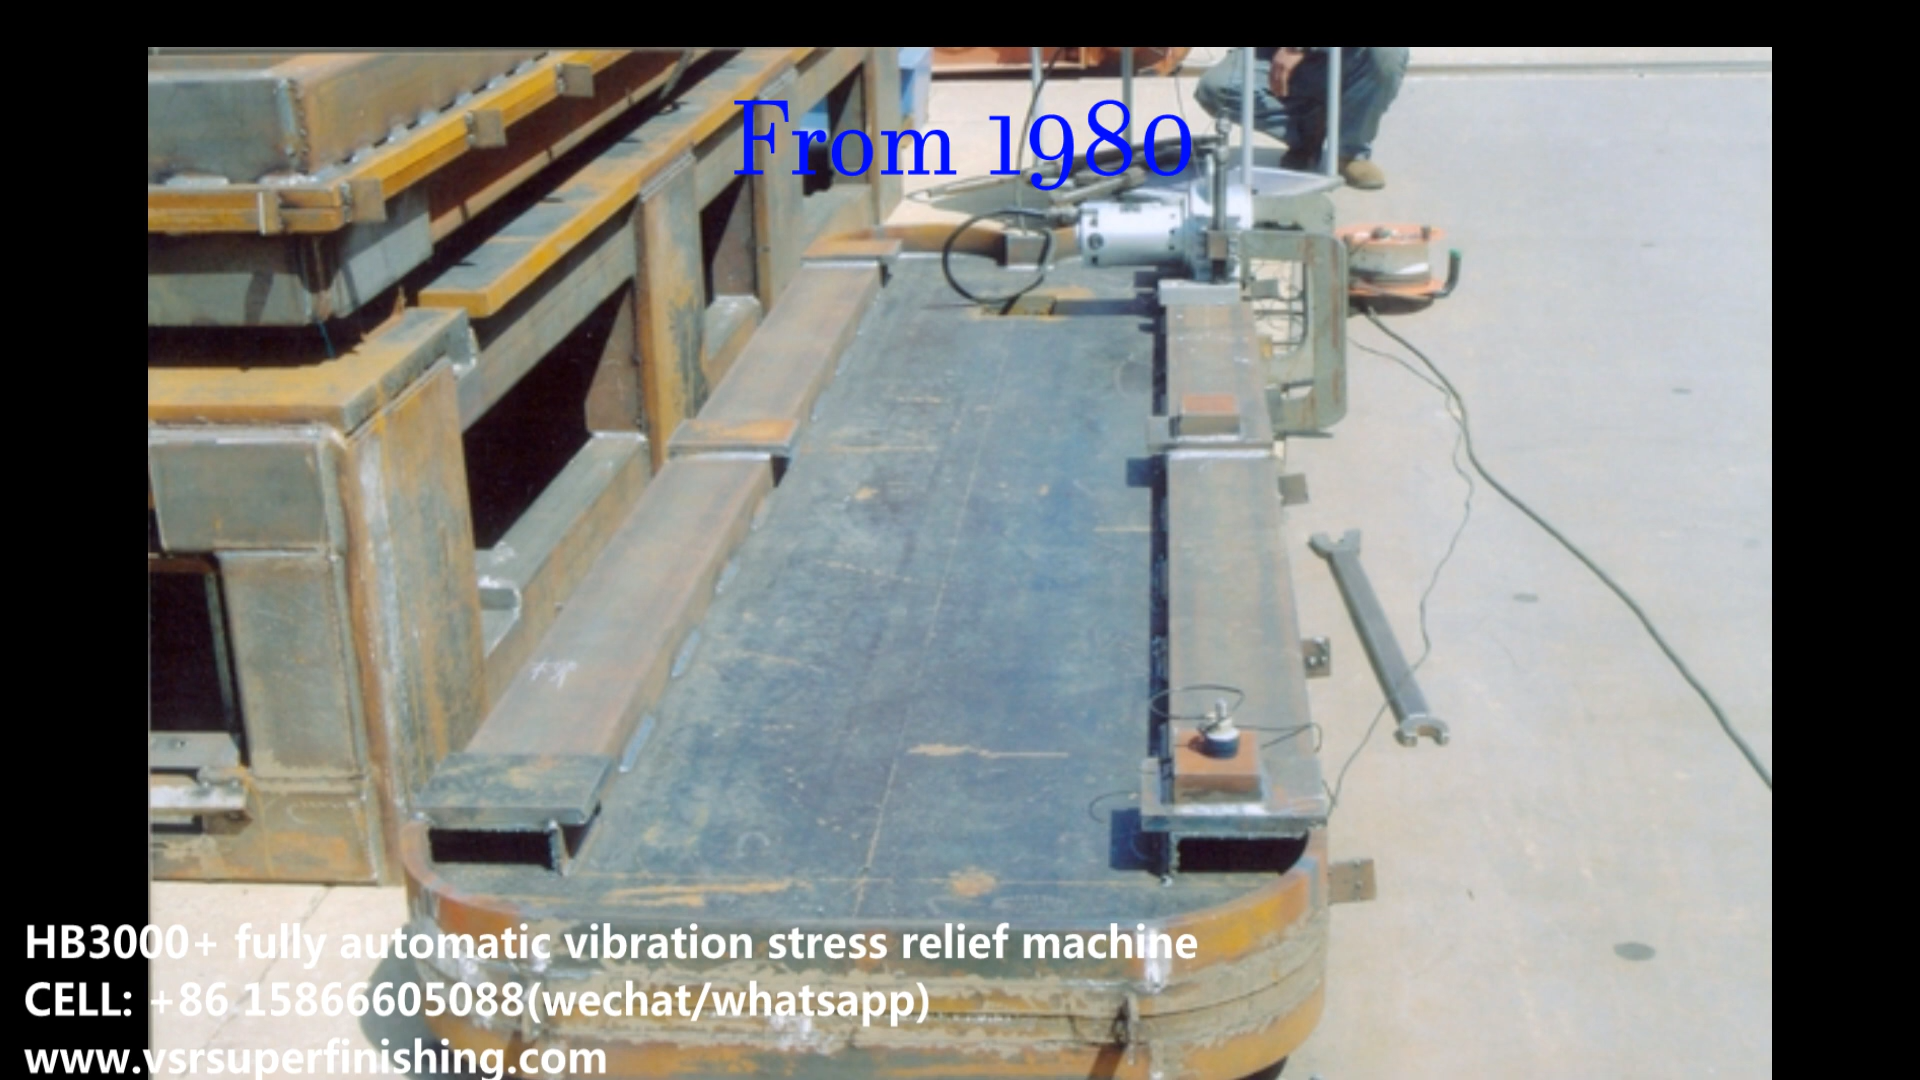 From 1980
HB3000+ fully automatic vibration stress relief machine
CELL: +86 15866605088(wechat/whatsapp)
www.vsrsuperfinishing.com